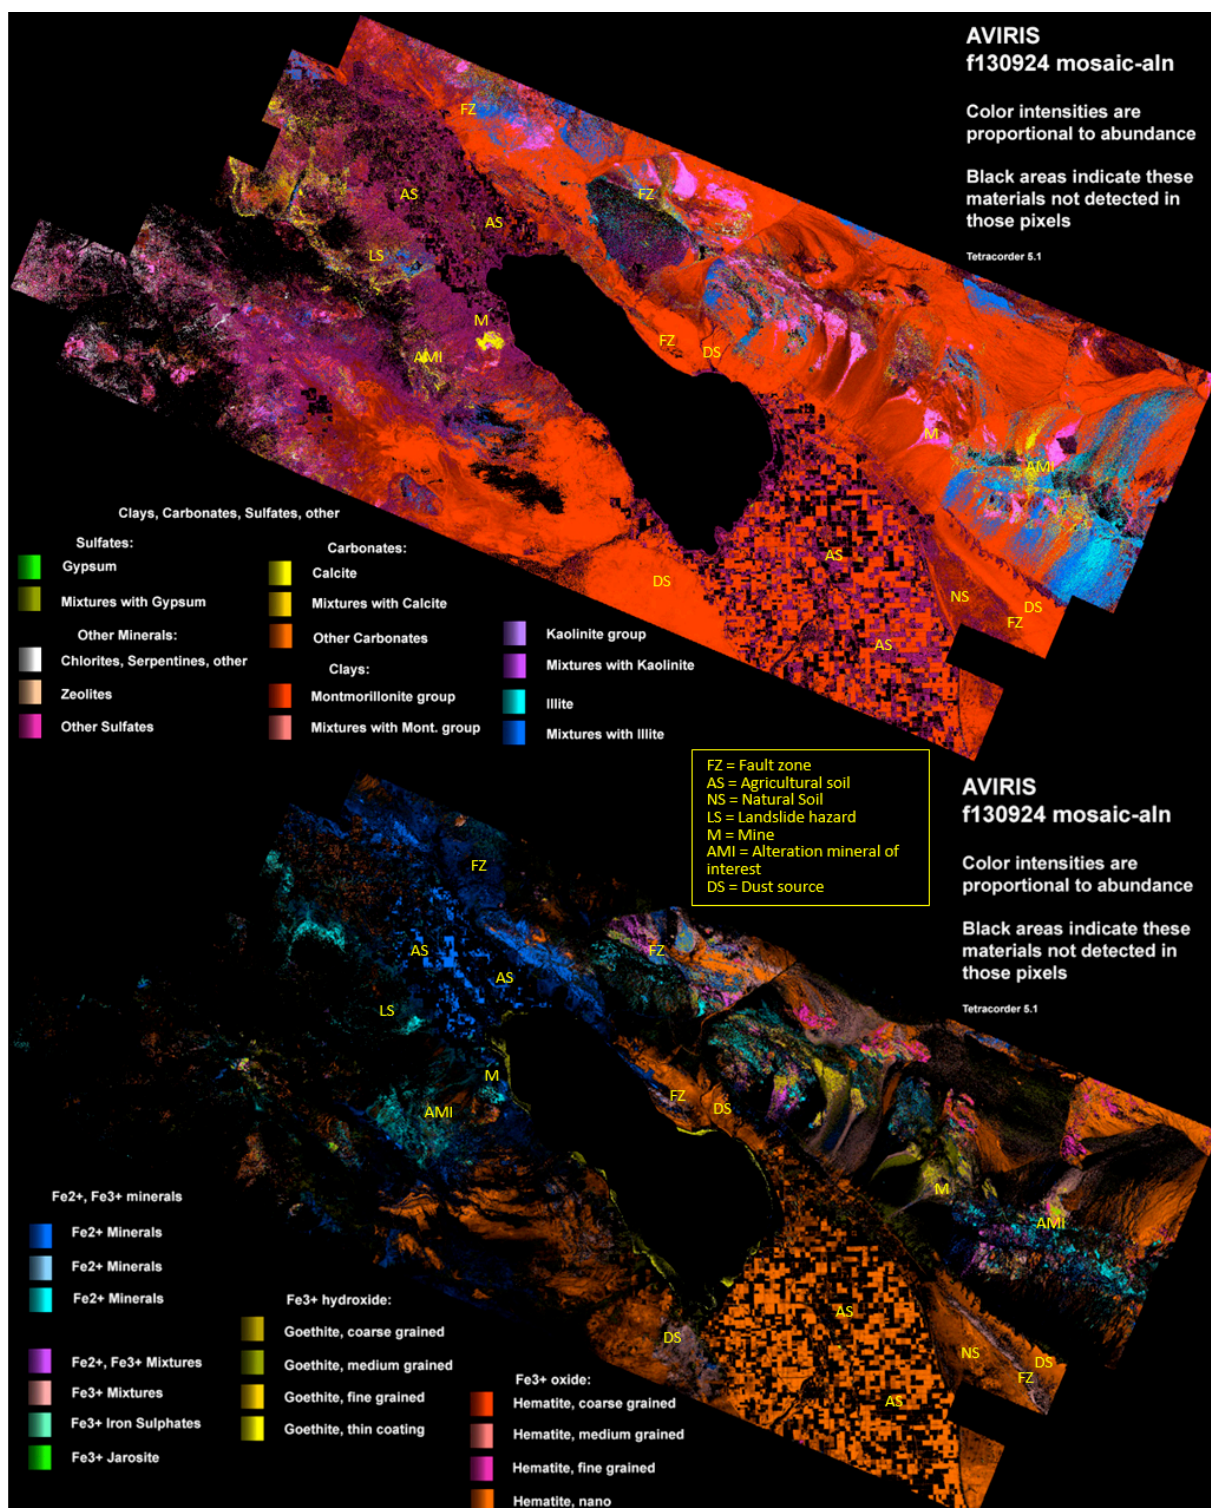 AVIRIS
f130924 mosaic-aln
Color intensities are
proportional to abundance
Black areas indicate these
materials not detected in
those pixels
Tetracorder 5.1
FZ
AS
FZ
AS
LS
M
FZ
DS
AMI
M
AMI
AS
DS
NS
DS
FZ
AS
Clays, Carbonates, Sulfates, other
Sulfates:
Gypsum
Mixtures with Gypsum
Other Minerals:
Chlorites, Serpentines, other
Zeolites
Other Sulfates
Carbonates:
Calcite
Mixtures with Calcite
Other Carbonates
Clays:
Montmorillonite group
Mixtures with Mont. group
Kaolinite group
Mixtures with Kaolinite
Illite
Mixtures with Illite
FZ = Fault zone
AS = Agricultural soil
NS = Natural Soil
LS = Landslide hazard
M = Mine
AMI = Alteration mineral of
interest
DS = Dust source
AVIRIS
f130924 mosaic-aln
Color intensities are
proportional to abundance
Black areas indicate these
materials not detected in
those pixels
Tetracorder 5.1
FZ
AS
FZ
AS
LS
M
FZ
DS
AMI
M
AMI
AS
DS
NS
DS
FZ
AS
Fe2+, Fe3+ minerals
Fe2+ Minerals
Fe2+ Minerals
Fe2+ Minerals
Fe2+, Fe3+ Mixtures
Fe3+ Mixtures
Fe3+ Iron Sulphates
Fe3+ Jarosite
Fe3+ hydroxide:
Goethite, coarse grained
Goethite, medium grained
Goethite, fine grained
Goethite, thin coating
Fe3+ oxide:
Hematite, coarse grained
Hematite, medium grained
Hematite, fine grained
Hematite, nano